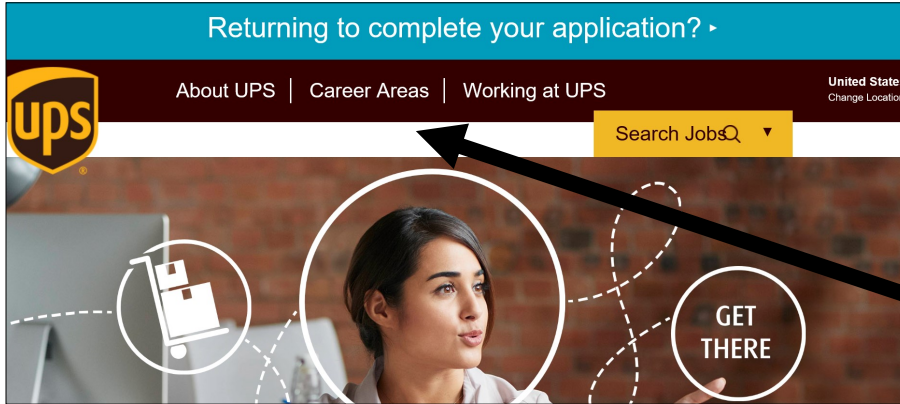 Returning to complete your application?
About UPS | Career Areas | Working at UPS
United State
Change Location
ups
Search Jobs
GET
THERE